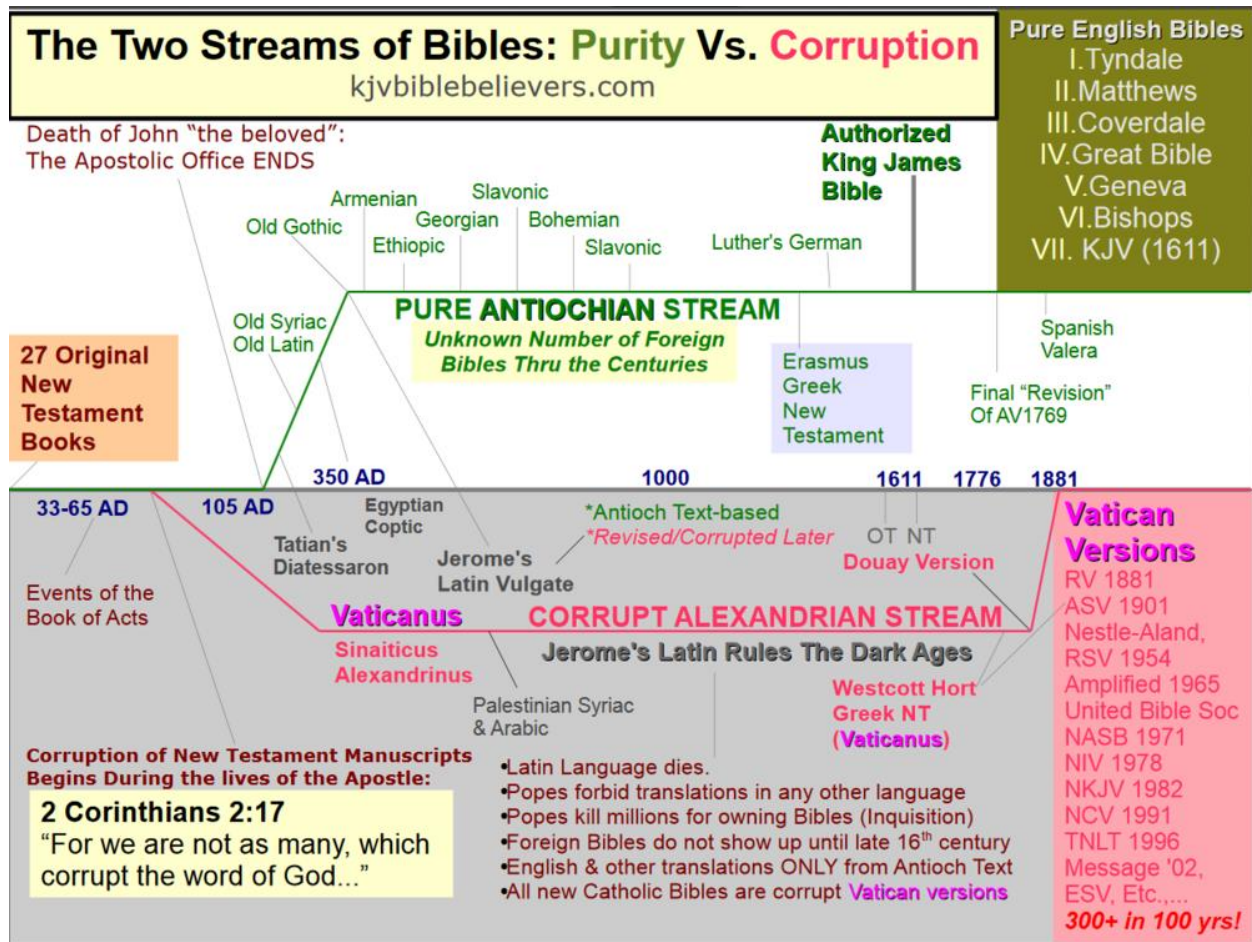 The Two Streams of Bibles: Purity Vs. Corruption
kjvbiblebelievers.com
Pure English Bibles
I.Tyndale
II.Matthews
III.Coverdale
IV.Great Bible
V.Geneva
VI.Bishops
VII. KJV (1611)
Death of John “the beloved”:
The Apostolic Office ENDS
Authorized
King James
Bible
Old Gothic
Armenian
Ethiopic
Georgian
Slavonic
Bohemian
Slavonic
Luther's German
PURE ANTIOCHIAN STREAM
Unknown Number of Foreign
Bibles Thru the Centuries
Old Syriac
Old Latin
27 Original
New
Testament
Books
Erasmus
Greek
New
Testament
Spanish
Valera
Final “Revision”
Of AV1769
33-65 AD
105 AD
350 AD
1000
1611
1776
1881
Events of the
Book of Acts
Tatian's
Diatessaron
Egyptian
Coptic
Jerome's
Latin Vulgate
*Antioch Text-based
*Revised/Corrupted Later
OT NT
Douay Version
Vaticanus
Sinaiticus
Alexandrinus
CORRUPT ALEXANDRIAN STREAM
Jerome's Latin Rules The Dark Ages
Palestinian Syriac
& Arabic
Westcott Hort
Greek NT
(Vaticanus)
Vatican
Versions
RV 1881
ASV 1901
Nestle-Aland,
RSV 1954
Amplified 1965
United Bible Soc
NASB 1971
NIV 1978
NKJV 1982
NCV 1991
TNLT 1996
Message '02,
ESV, Etc.,...
300+ in 100 yrs!
Corruption of New Testament Manuscripts
Begins During the lives of the Apostle:
2 Corinthians 2:17
“For we are not as many, which
corrupt the word of God...”
•Latin Language dies.
•Popes forbid translations in any other language
•Popes kill millions for owning Bibles (Inquisition)
•Foreign Bibles do not show up until late 16th century
•English & other translations ONLY from Antioch Text
•All new Catholic Bibles are corrupt Vatican versions